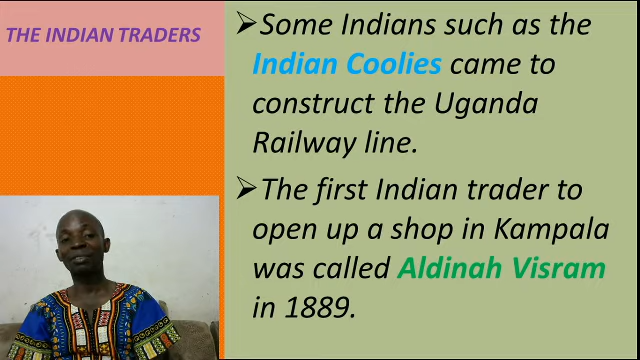 THE INDIAN TRADERS
➢Some Indians such as the
Indian Coolies came to
construct the Uganda
Railway line.
➢The first Indian trader to
open up a shop in Kampala
was called Aldinah Visram
in 1889.